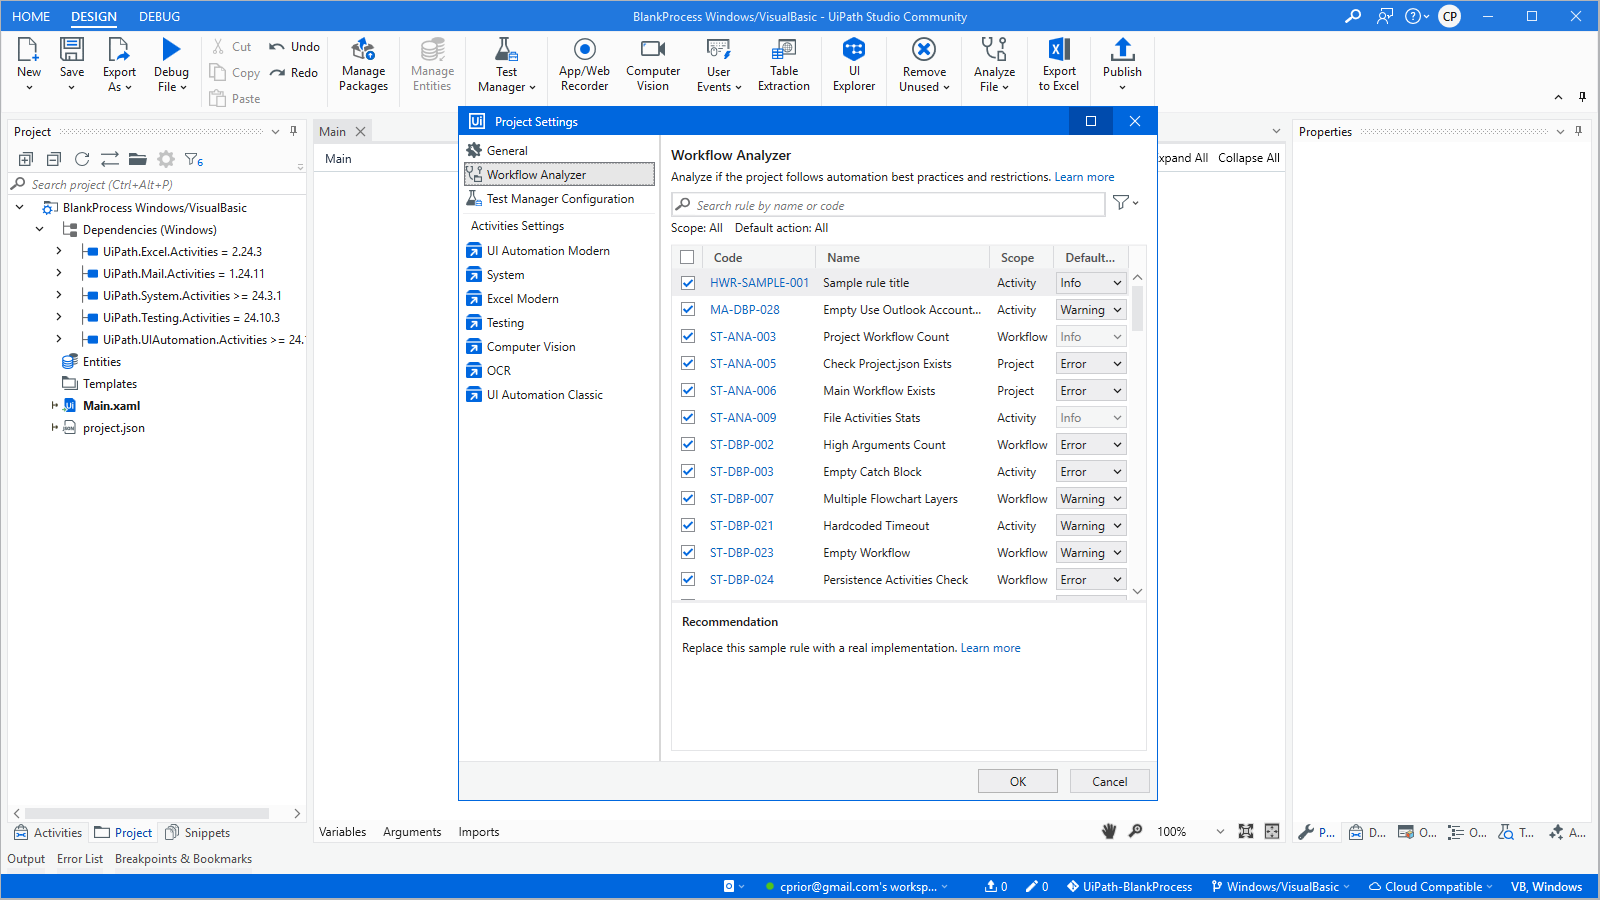 HOME DESIGN DEBUG
BlankProcess Windows/VisualBasic - UiPath Studio Community
CP
New
Save
Export
As
Debug
File
Cut
Copy
Paste
Undo
Redo
Manage
Packages
Manage
Entities
Test
Manager
App/Web
Recorder
Computer
Vision
User
Events
Table
Extraction
UI
Explorer
Remove
Unused
Analyze
File
Export
to Excel
Publish
Project
6
Search project (Ctrl+Alt+P)
BlankProcess Windows/VisualBasic
Dependencies (Windows)
UiPath.Excel.Activities = 2.24.3
UiPath.Mail.Activities = 1.24.11
UiPath.System.Activities >= 24.3.1
UiPath.Testing.Activities = 24.10.3
UiPath.UIAutomation.Activities >= 24.
Entities
Templates
Main.xaml
project.json
Activities Project Snippets
Main
Main
xpand All Collapse All
Properties
Ui Project Settings
General
Workflow Analyzer
Test Manager Configuration
Activities Settings
UI Automation Modern
System
Excel Modern
Testing
Computer Vision
OCR
UI Automation Classic
Workflow Analyzer
Analyze if the project follows automation best practices and restrictions. Learn more
Search rule by name or code
Scope: All Default action: All
Code Name Scope Default...
HWR-SAMPLE-001 Sample rule title Activity Info
MA-DBP-028 Empty Use Outlook Account... Activity Warning
ST-ANA-003 Project Workflow Count Workflow Info
ST-ANA-005 Check Project.json Exists Project Error
ST-ANA-006 Main Workflow Exists Project Error
ST-ANA-009 File Activities Stats Activity Info
ST-DBP-002 High Arguments Count Workflow Error
ST-DBP-003 Empty Catch Block Activity Error
ST-DBP-007 Multiple Flowchart Layers Workflow Warning
ST-DBP-021 Hardcoded Timeout Activity Warning
ST-DBP-023 Empty Workflow Workflow Warning
ST-DBP-024 Persistence Activities Check Workflow Error
Recommendation
Replace this sample rule with a real implementation. Learn more
OK Cancel
Variables Arguments Imports
100%
P... D... O... O... T... A...
Output Error List Breakpoints & Bookmarks
cprior@gmail.com's worksp... 0 0 UiPath-BlankProcess Windows/VisualBasic Cloud Compatible VB, Windows